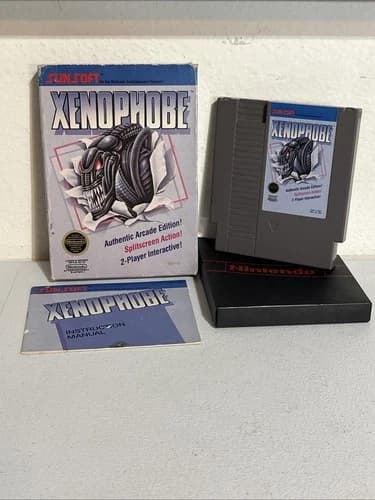 SUNSOFT
XENOPHOBE
Authentic Arcade Edition!
Splitscreen Action!
2-Player Interactive!
SUNSOFT
XENOPHOBE
Authentic Arcade Edition!
Splitscreen Action!
2-Player Interactive!
Nintendo
SUNSOFT
XENOPHOBE
INSTRUCTION
MANUAL